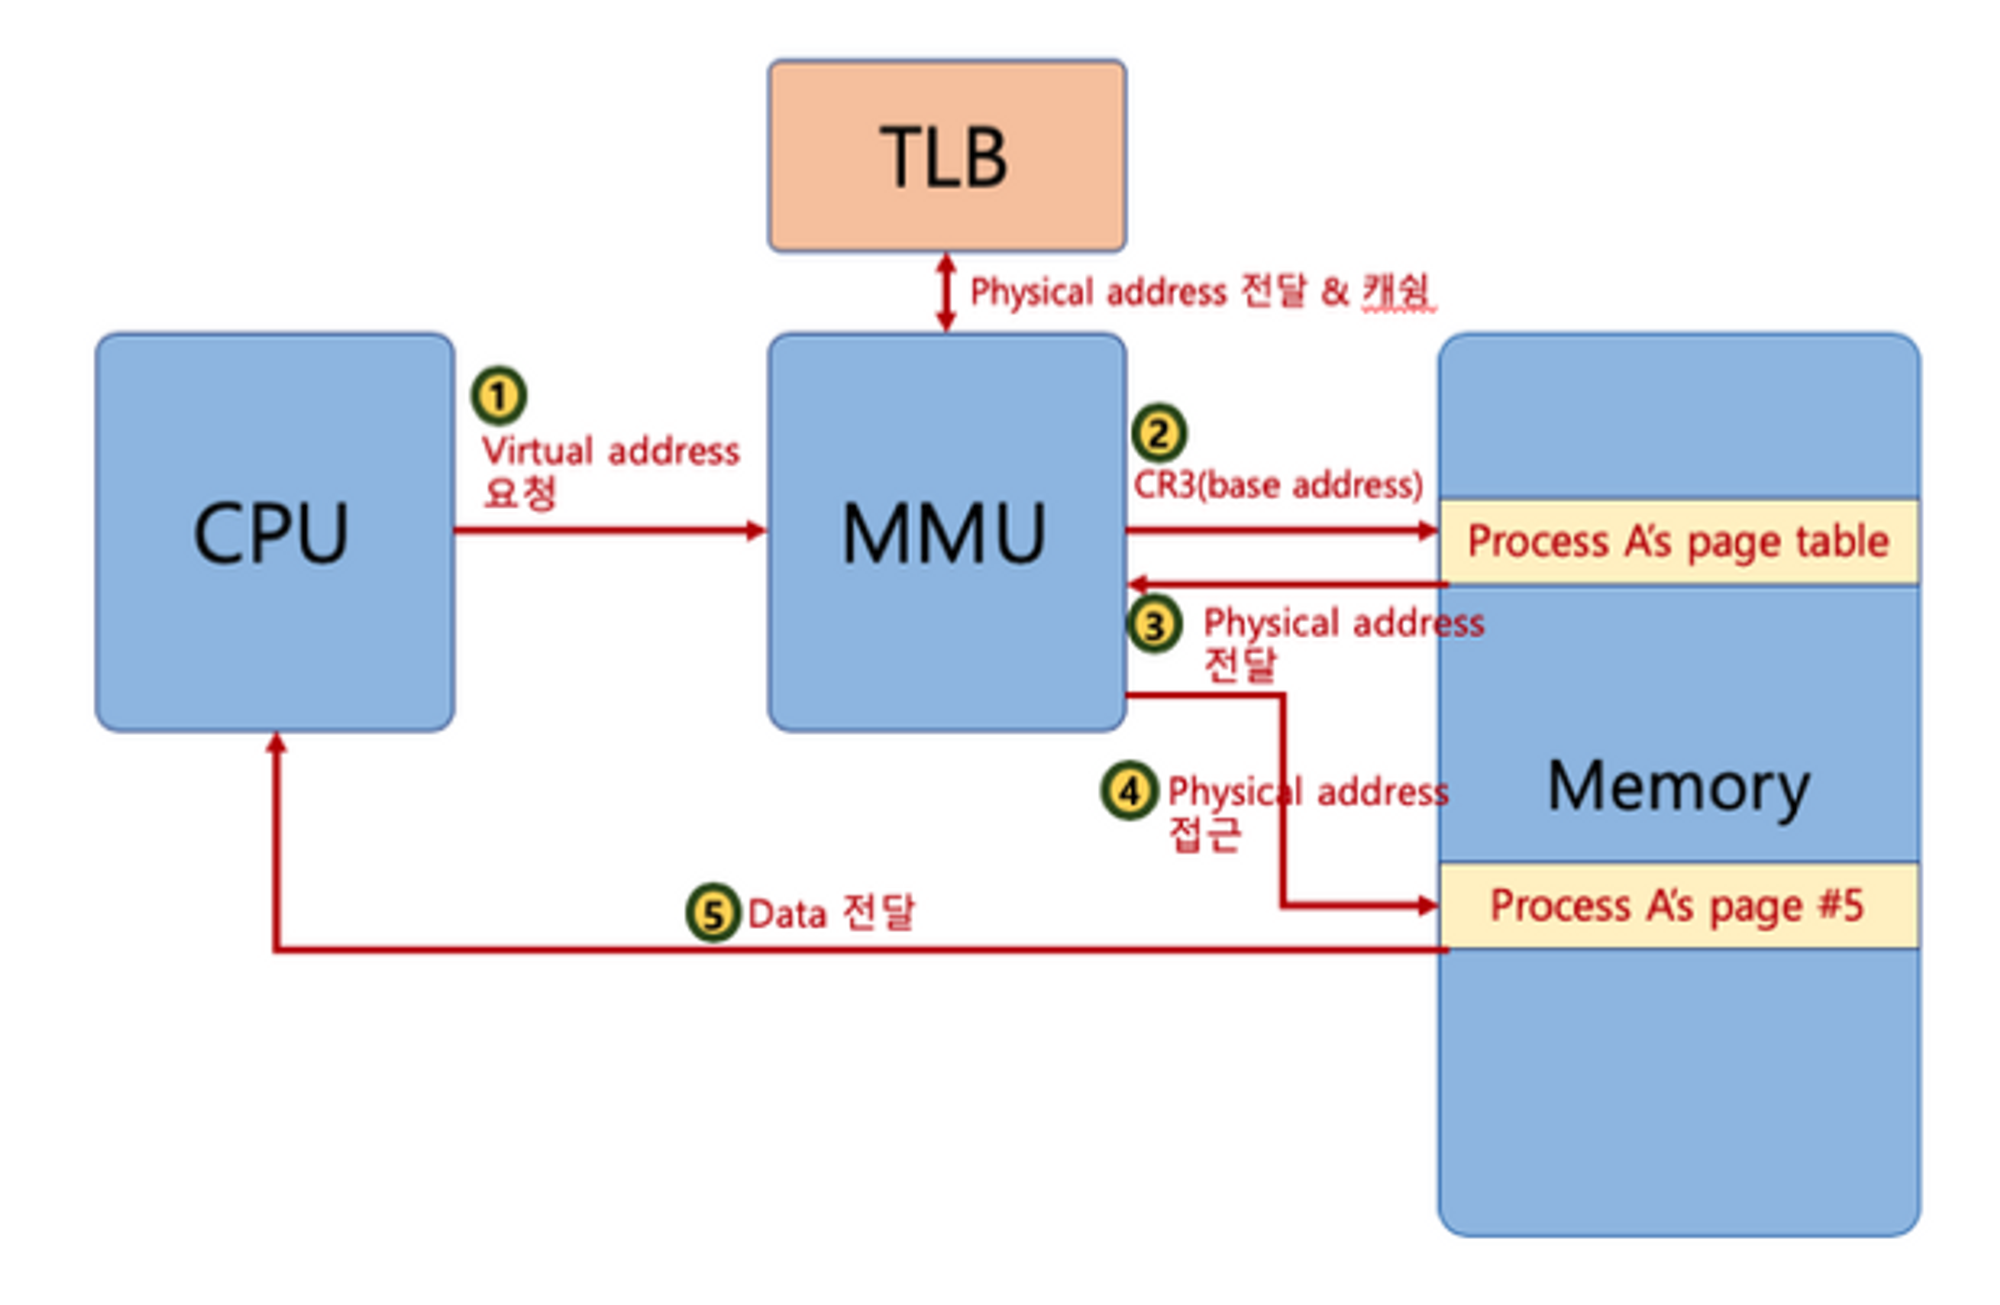 TLB
Physical address 전달 & 캐슁
1
Virtual address
요청
CPU
MMU
2
CR3(base address)
Process A's page table
3
Physical address
전달
4
Physical address
접근
Memory
Process A's page #5
5
Data 전달